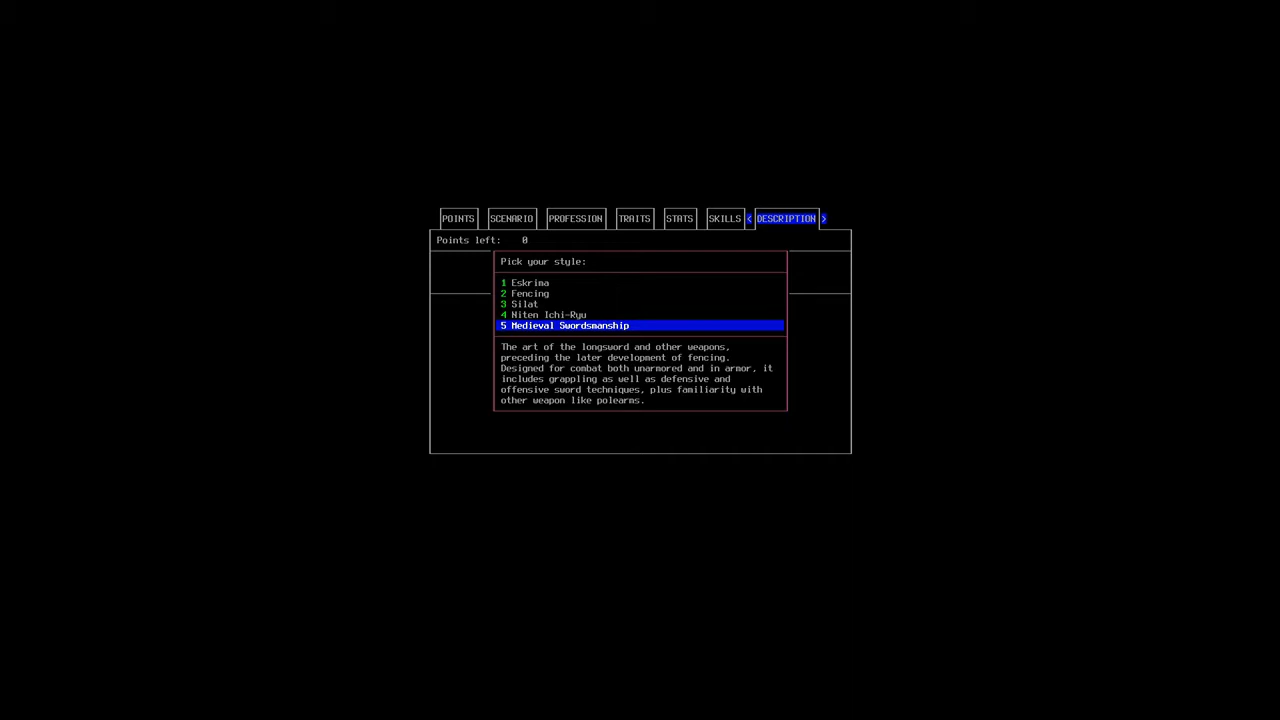 POINTS SCENARIO PROFESSION TRAITS STATS SKILLS < DESCRIPTION >
Points left: 0
Pick your style:
1 Eskrima
2 Fencing
3 Silat
4 Niten Ichi-Ryu
5 Medieval Swordsmanship
The art of the longsword and other weapons,
preceding the later development of fencing.
Designed for combat both unarmored and in armor, it
includes grappling as well as defensive and
offensive sword techniques, plus familiarity with
other weapon like polearms.